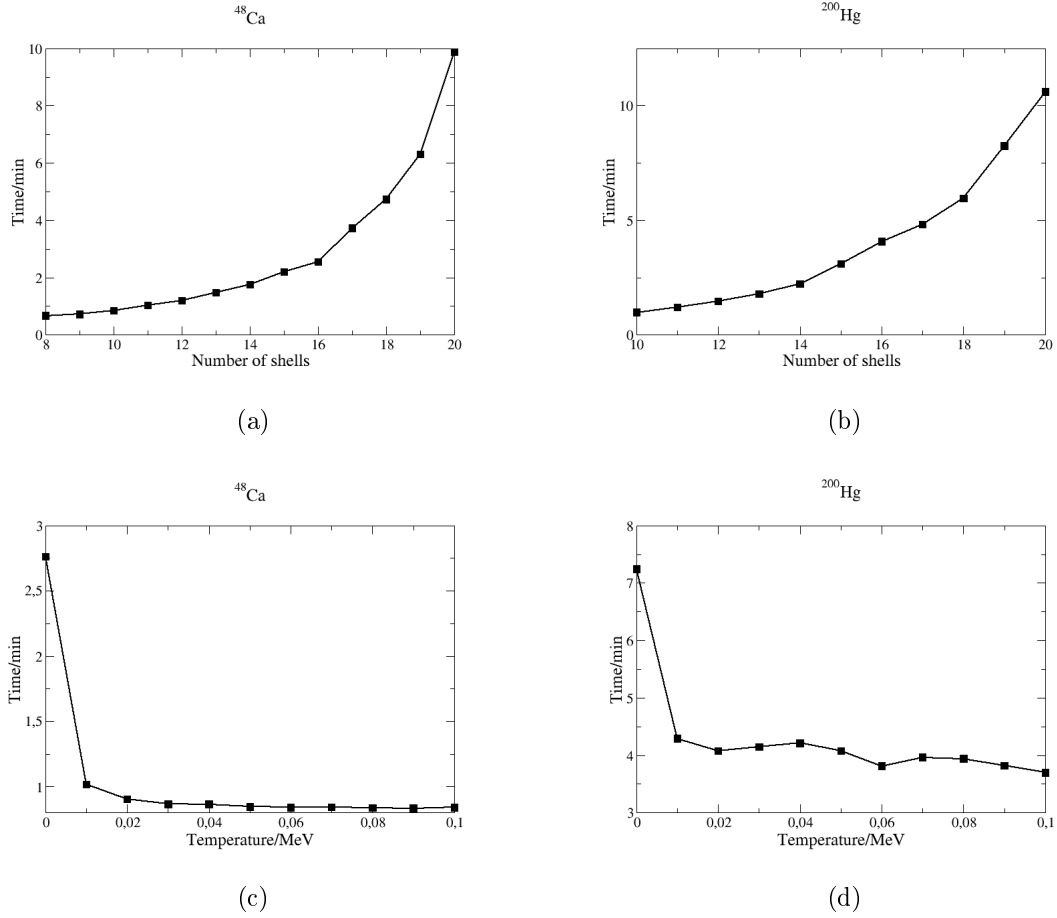 ⁴⁸Ca
10
8
6
4
2
0
Time/min
8 10 12 14 16 18 20
Number of shells
(a)
²⁰⁰Hg
10
5
0
Time/min
10 12 14 16 18 20
Number of shells
(b)
⁴⁸Ca
3
2,5
2
1,5
1
Time/min
0 0,02 0,04 0,06 0,08 0,1
Temperature/MeV
(c)
²⁰⁰Hg
8
7
6
5
4
3
Time/min
0 0,02 0,04 0,06 0,08 0,1
Temperature/MeV
(d)